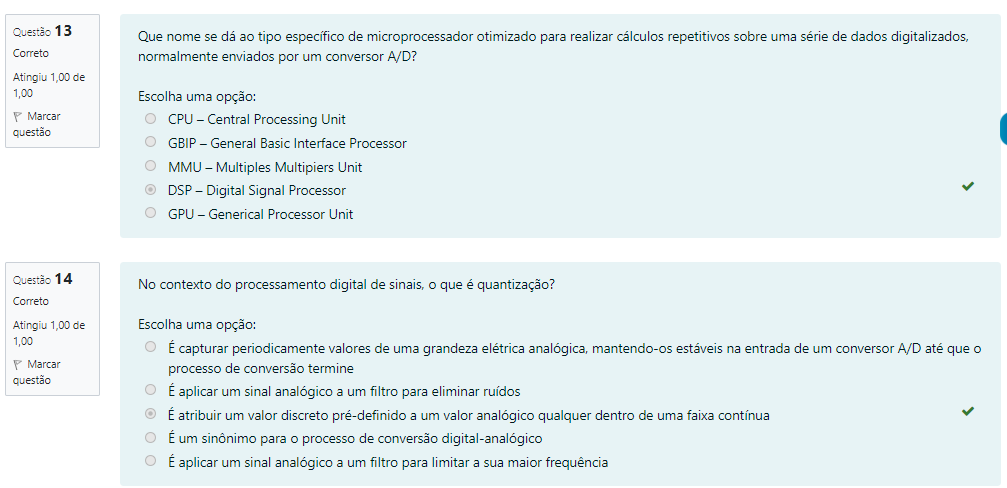 Questão 13
Correto
Atingiu 1,00 de
1,00
Marcar
questão
Que nome se dá ao tipo específico de microprocessador otimizado para realizar cálculos repetitivos sobre uma série de dados digitalizados,
normalmente enviados por um conversor A/D?
Escolha uma opção:
CPU – Central Processing Unit
GBIP – General Basic Interface Processor
MMU – Multiples Multipiers Unit
DSP – Digital Signal Processor
GPU – Generical Processor Unit
Questão 14
Correto
Atingiu 1,00 de
1,00
Marcar
questão
No contexto do processamento digital de sinais, o que é quantização?
Escolha uma opção:
É capturar periodicamente valores de uma grandeza elétrica analógica, mantendo-os estáveis na entrada de um conversor A/D até que o
processo de conversão termine
É aplicar um sinal analógico a um filtro para eliminar ruídos
É atribuir um valor discreto pré-definido a um valor analógico qualquer dentro de uma faixa contínua
É um sinônimo para o processo de conversão digital-analógico
É aplicar um sinal analógico a um filtro para limitar a sua maior frequência